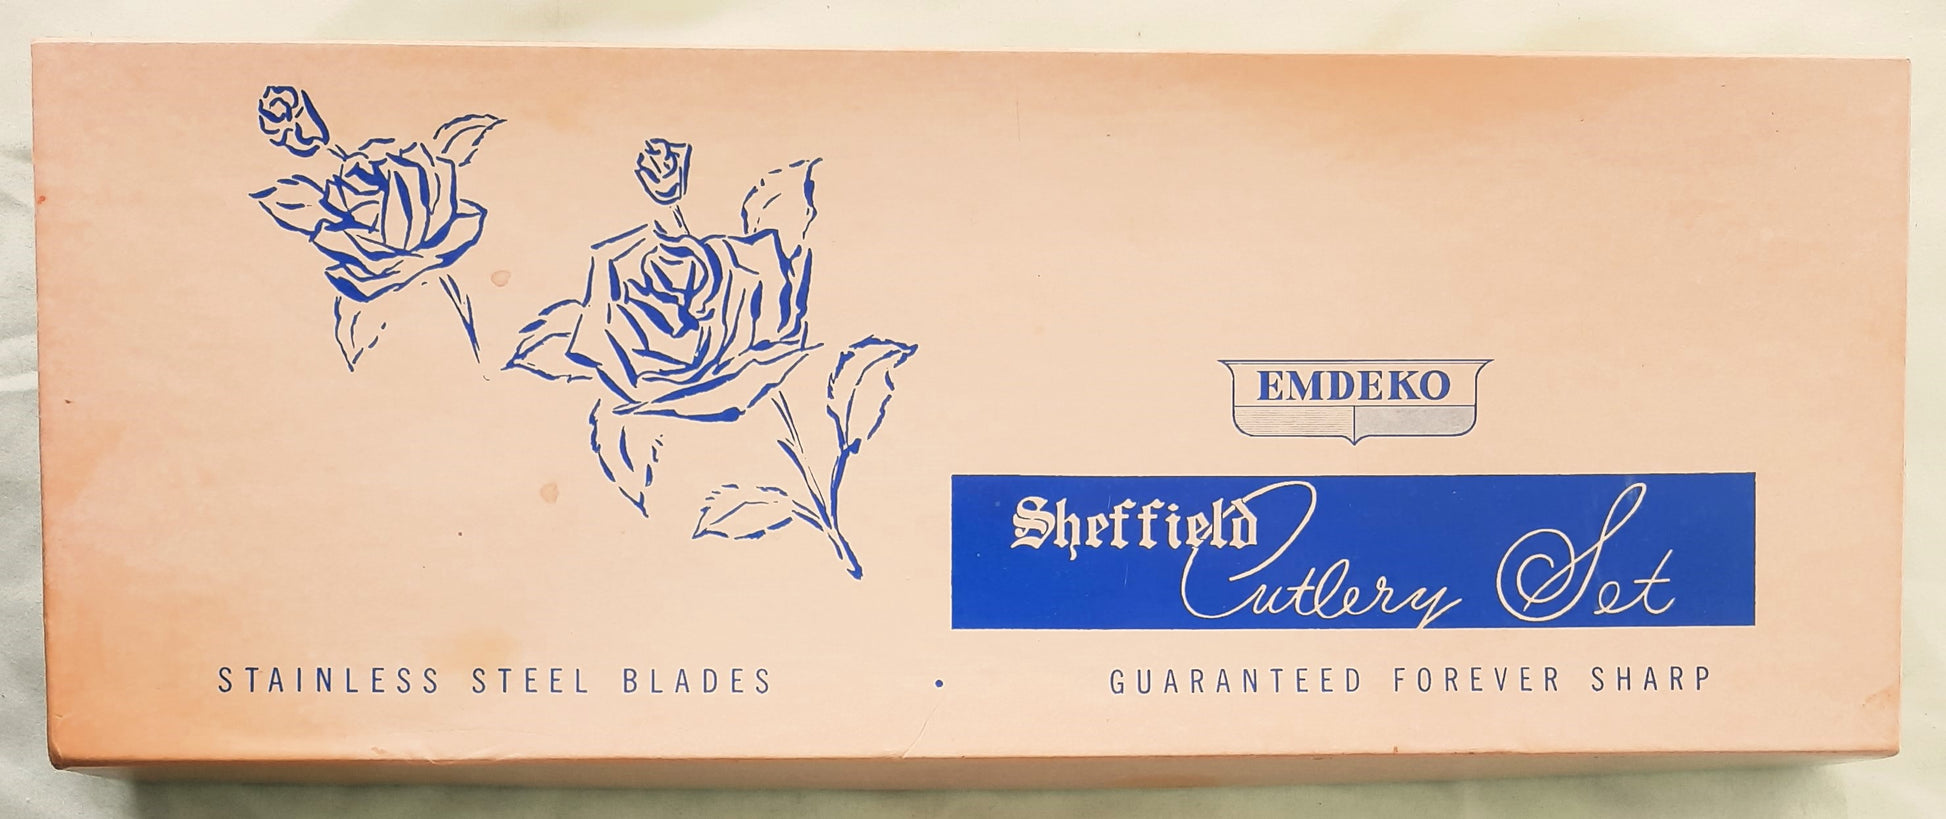 EMDEKO
Sheffield
Cutlery Set
STAINLESS STEEL BLADES • GUARANTEED FOREVER SHARP